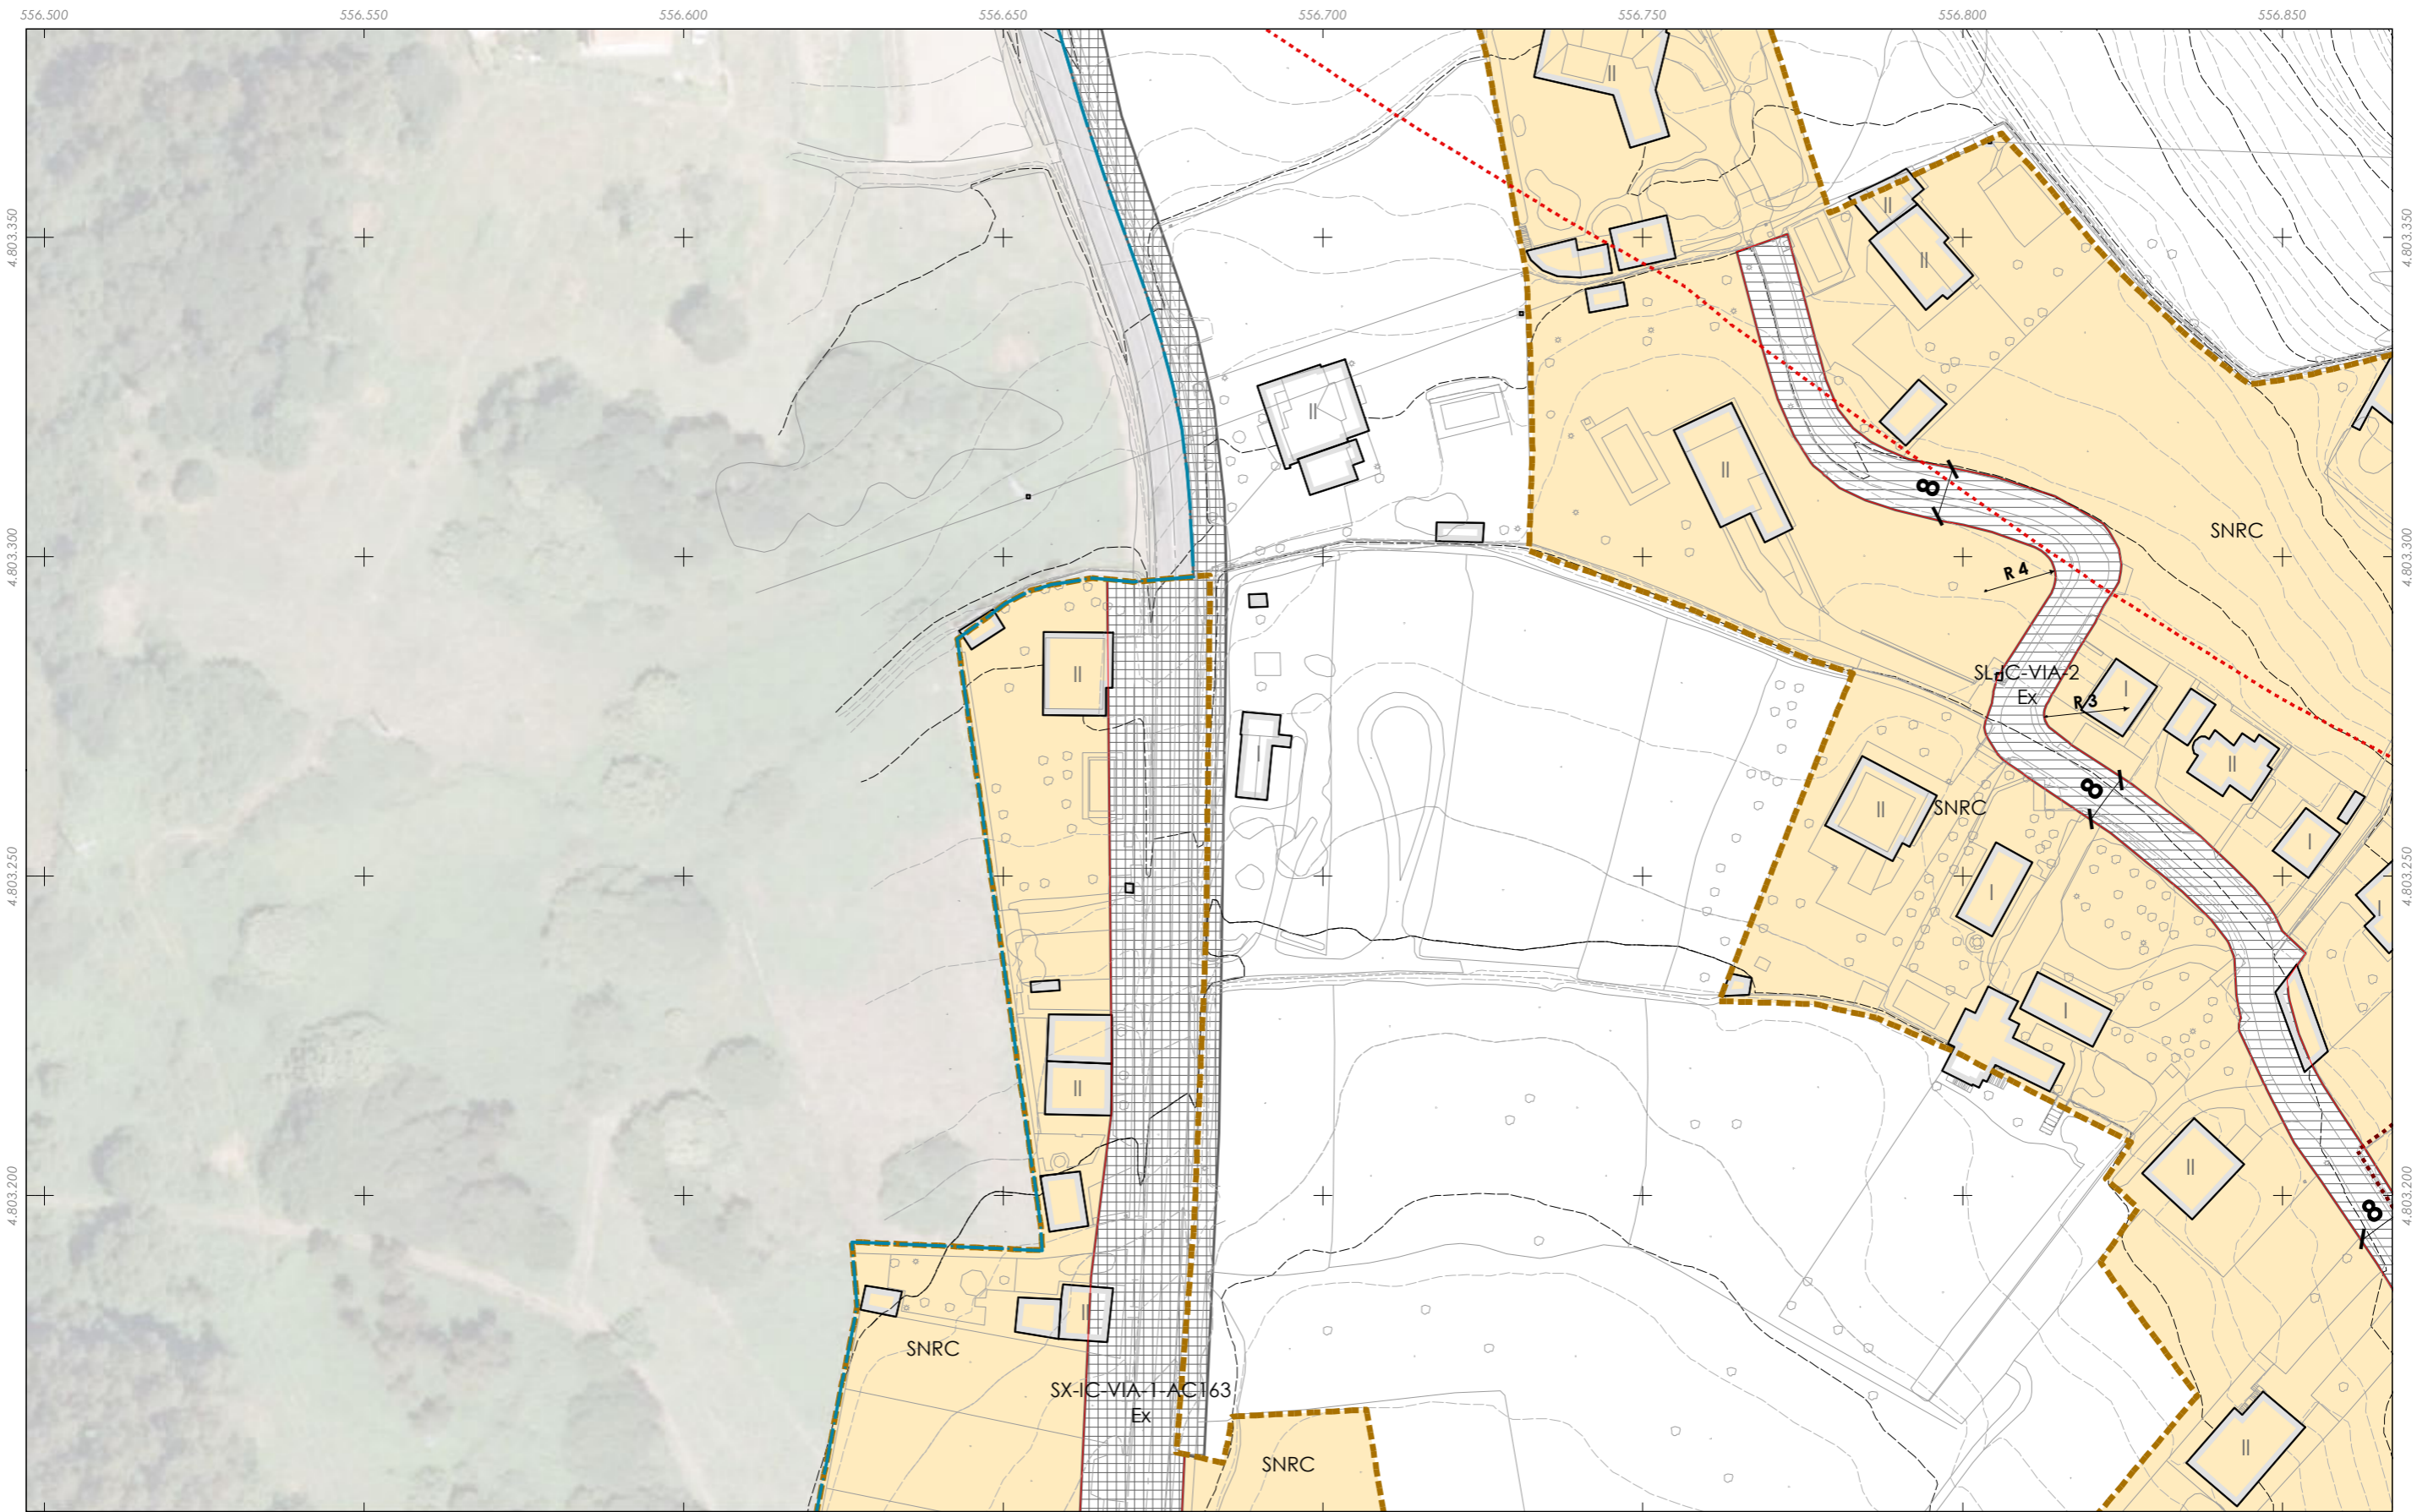 556.500 556.550 556.600 556.650 556.700 556.750 556.800 556.850
II
II
4.803.350 4.803.350
II
II
II
8
SNRC
4.803.300 4.803.300
R 4
II
SL-IC-VIA-2
Ex
I
R 3
I
II
8
II
SNRC
I
4.803.250 4.803.250
I
I
I
II
II
4.803.200 4.803.200
8
II
SNRC
SX-IC-VIA-1-AC163
Ex
II
SNRC